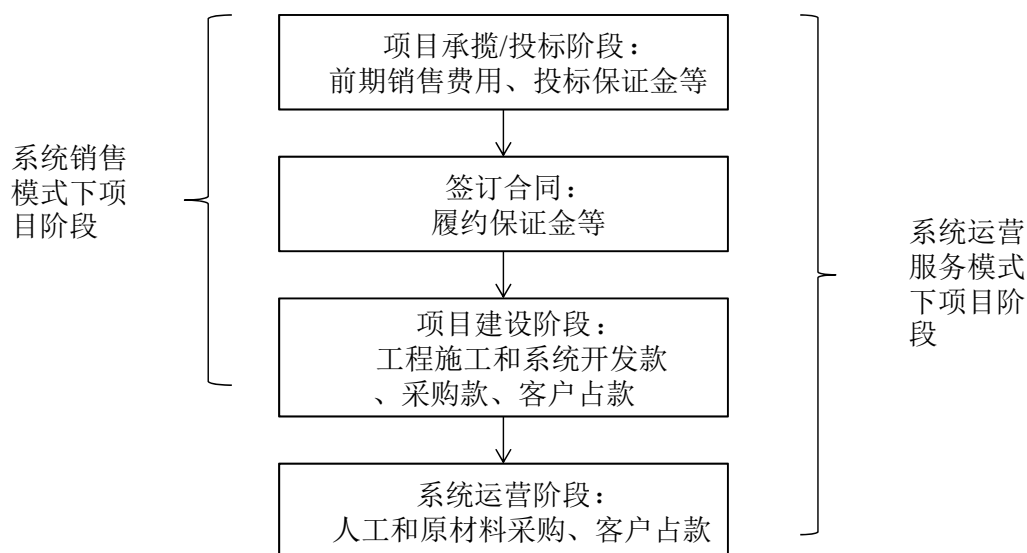 项目承揽/投标阶段：
前期销售费用、投标保证金等
系统销售
模式下项
目阶段
签订合同：
履约保证金等
系统运营
服务模式
下项目阶
段
项目建设阶段：
工程施工和系统开发款
、采购款、客户占款
系统运营阶段：
人工和原材料采购、客户占款